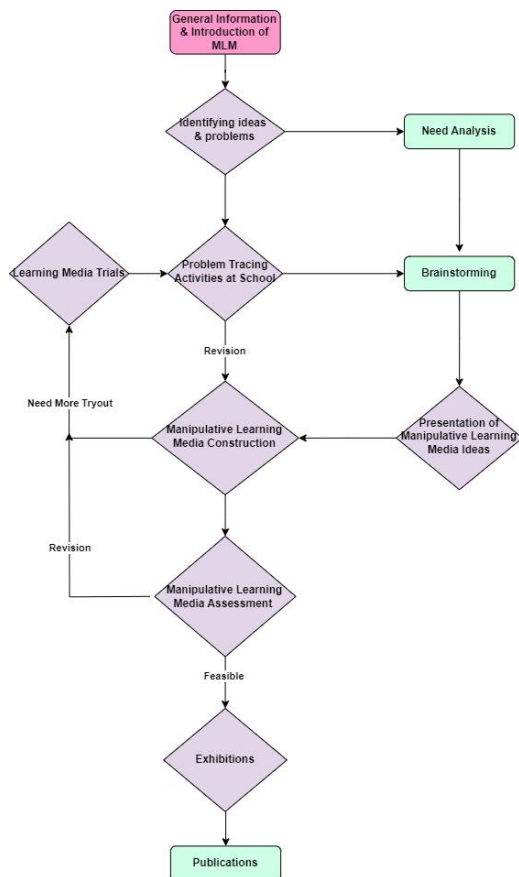 General Information
& Introduction of
MLM
Identifying ideas
& problems
Need Analysis
Learning Media Trials
Problem Tracing
Activities at School
Brainstorming
Revision
Need More Tryout
Manipulative Learning
Media Construction
Presentation of
Manipulative Learning
Media Ideas
Revision
Manipulative Learning
Media Assessment
Feasible
Exhibitions
Publications